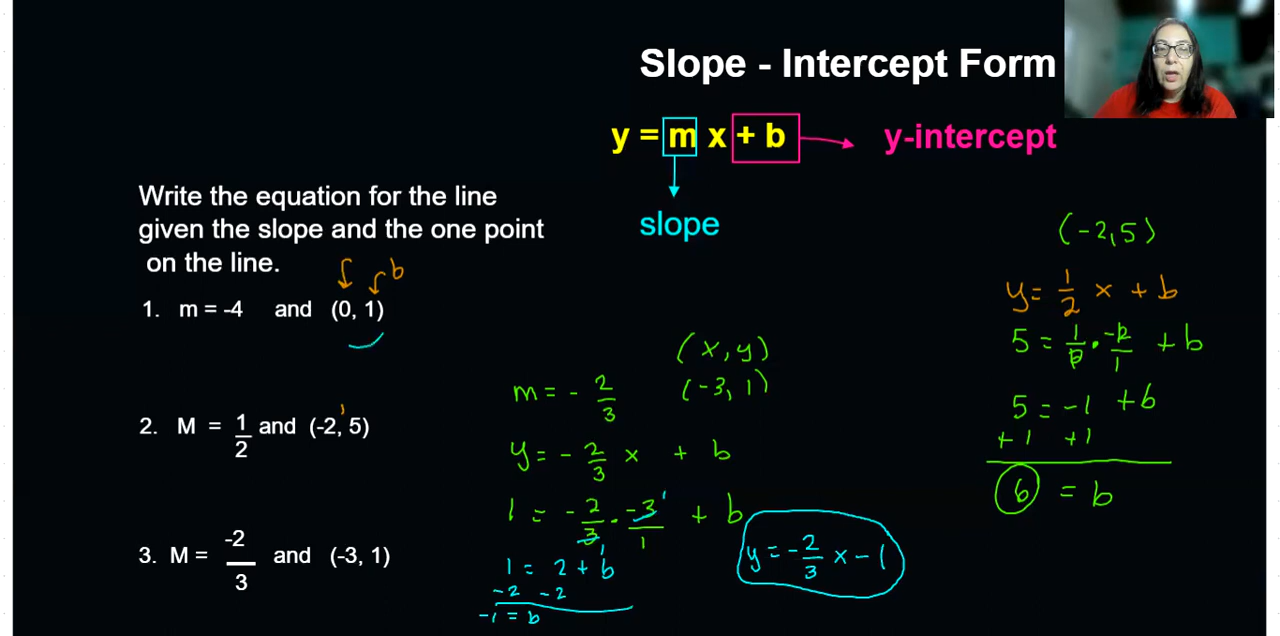 Slope - Intercept Form
y = m x + b
y-intercept
slope
Write the equation for the line
given the slope and the one point
on the line.
b
1. m = -4 and (0, 1)
2. M = 1/2 and (-2, 5)
3. M = -2/3 and (-3, 1)
(x, y)
m = - 2/3 (-3, 1)
y = - 2/3 x + b
1 = - 2/3 · -3/1 + b
1 = 2 + b
-2 -2
-1 = b
y = - 2/3 x - 1
(-2, 5)
y = 1/2 x + b
5 = 1/2 · -2/1 + b
5 = -1 + b
+1 +1
6 = b